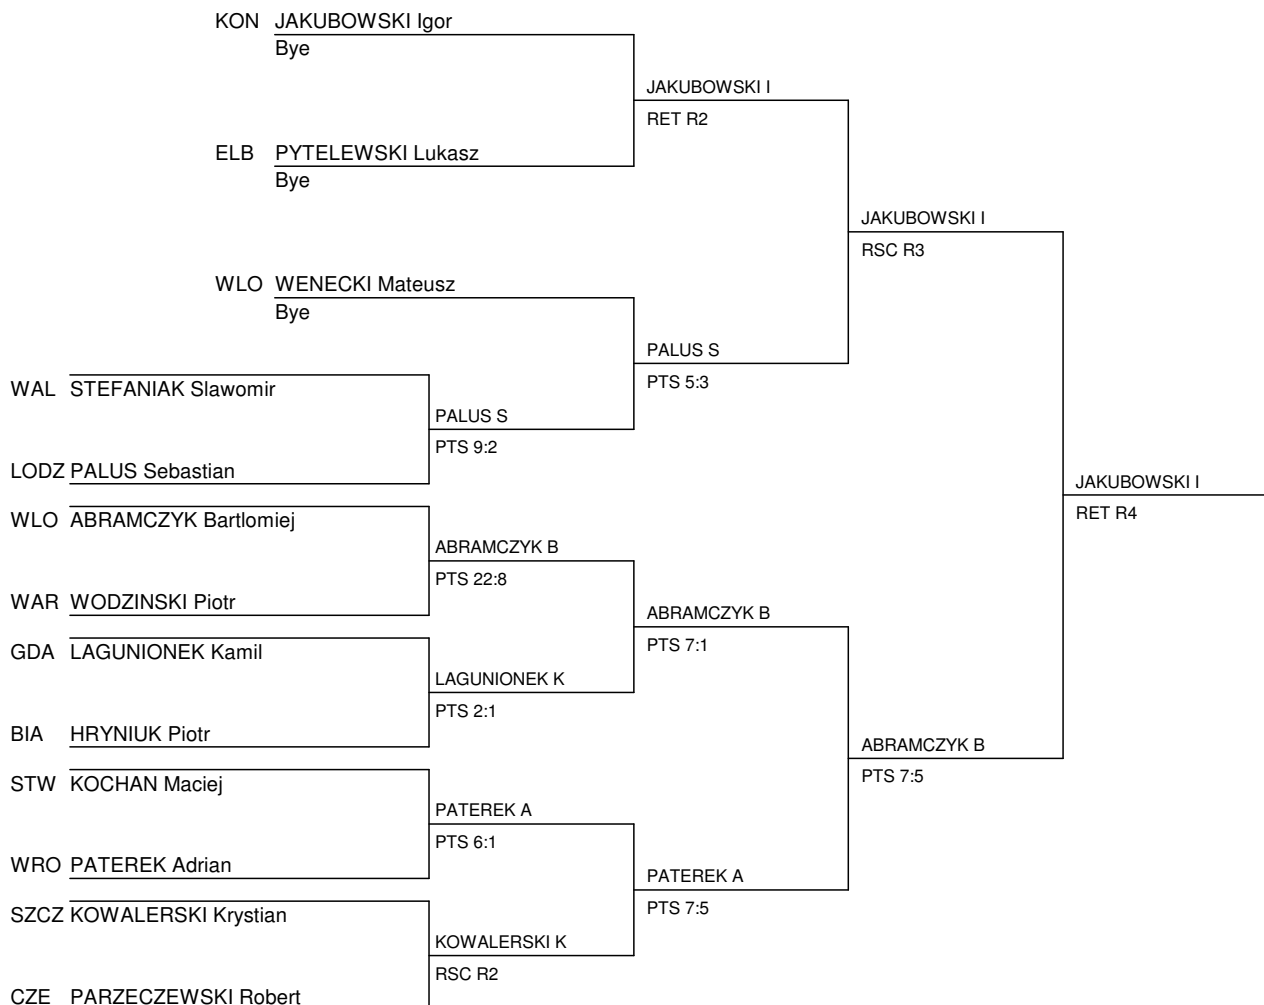 KON JAKUBOWSKI Igor
Bye
JAKUBOWSKI I
RET R2
ELB PYTELEWSKI Lukasz
Bye
JAKUBOWSKI I
RSC R3
WLO WENECKI Mateusz
Bye
PALUS S
PTS 5:3
WAL STEFANIAK Slawomir
PALUS S
PTS 9:2
LODZ PALUS Sebastian
JAKUBOWSKI I
RET R4
WLO ABRAMCZYK Bartlomiej
ABRAMCZYK B
PTS 22:8
WAR WODZINSKI Piotr
ABRAMCZYK B
PTS 7:1
GDA LAGUNIONEK Kamil
LAGUNIONEK K
PTS 2:1
BIA HRYNIUK Piotr
ABRAMCZYK B
PTS 7:5
STW KOCHAN Maciej
PATEREK A
PTS 6:1
WRO PATEREK Adrian
PATEREK A
PTS 7:5
SZCZ KOWALERSKI Krystian
KOWALERSKI K
RSC R2
CZE PARZECZEWSKI Robert